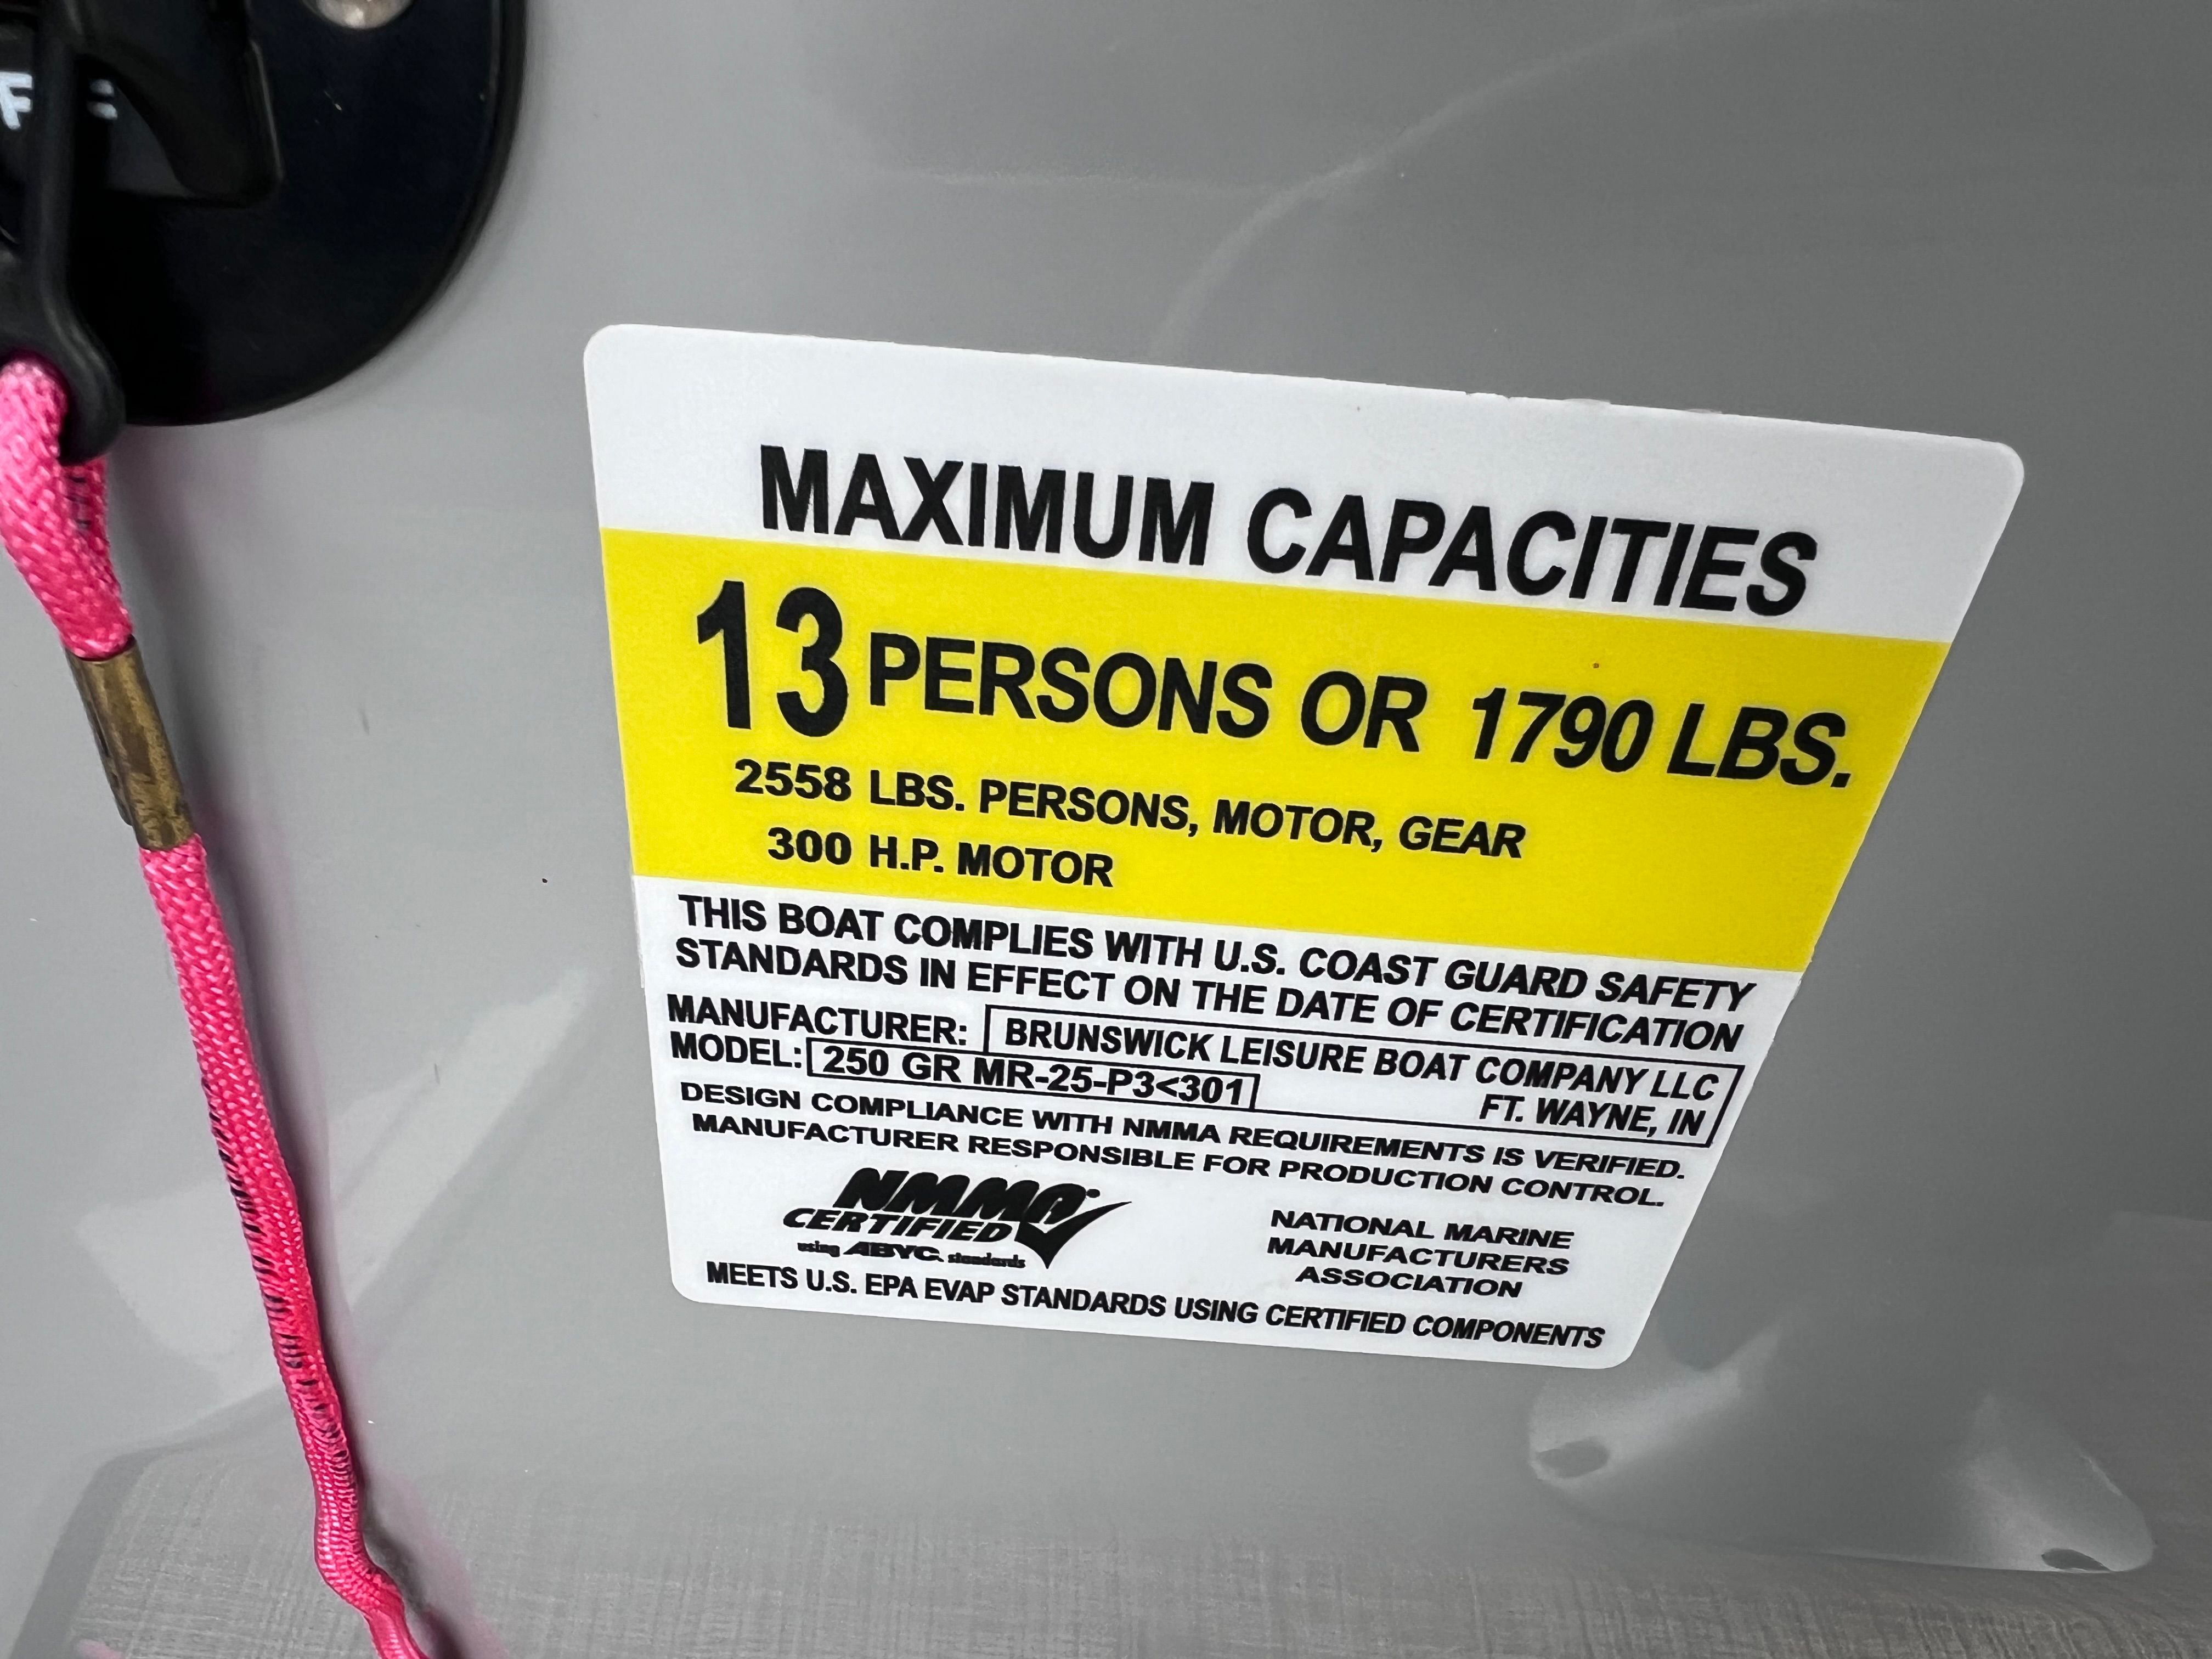 MAXIMUM CAPACITIES
13 PERSONS OR 1790 LBS.
2558 LBS. PERSONS, MOTOR, GEAR
300 H.P. MOTOR
THIS BOAT COMPLIES WITH U.S. COAST GUARD SAFETY
STANDARDS IN EFFECT ON THE DATE OF CERTIFICATION
MANUFACTURER: BRUNSWICK LEISURE BOAT COMPANY LLC
FT. WAYNE, IN
MODEL: 250 GR MR-25-P3<301
DESIGN COMPLIANCE WITH NMMA REQUIREMENTS IS VERIFIED.
MANUFACTURER RESPONSIBLE FOR PRODUCTION CONTROL.
NMMA
CERTIFIED
using ABYC standards
NATIONAL MARINE
MANUFACTURERS
ASSOCIATION
MEETS U.S. EPA EVAP STANDARDS USING CERTIFIED COMPONENTS